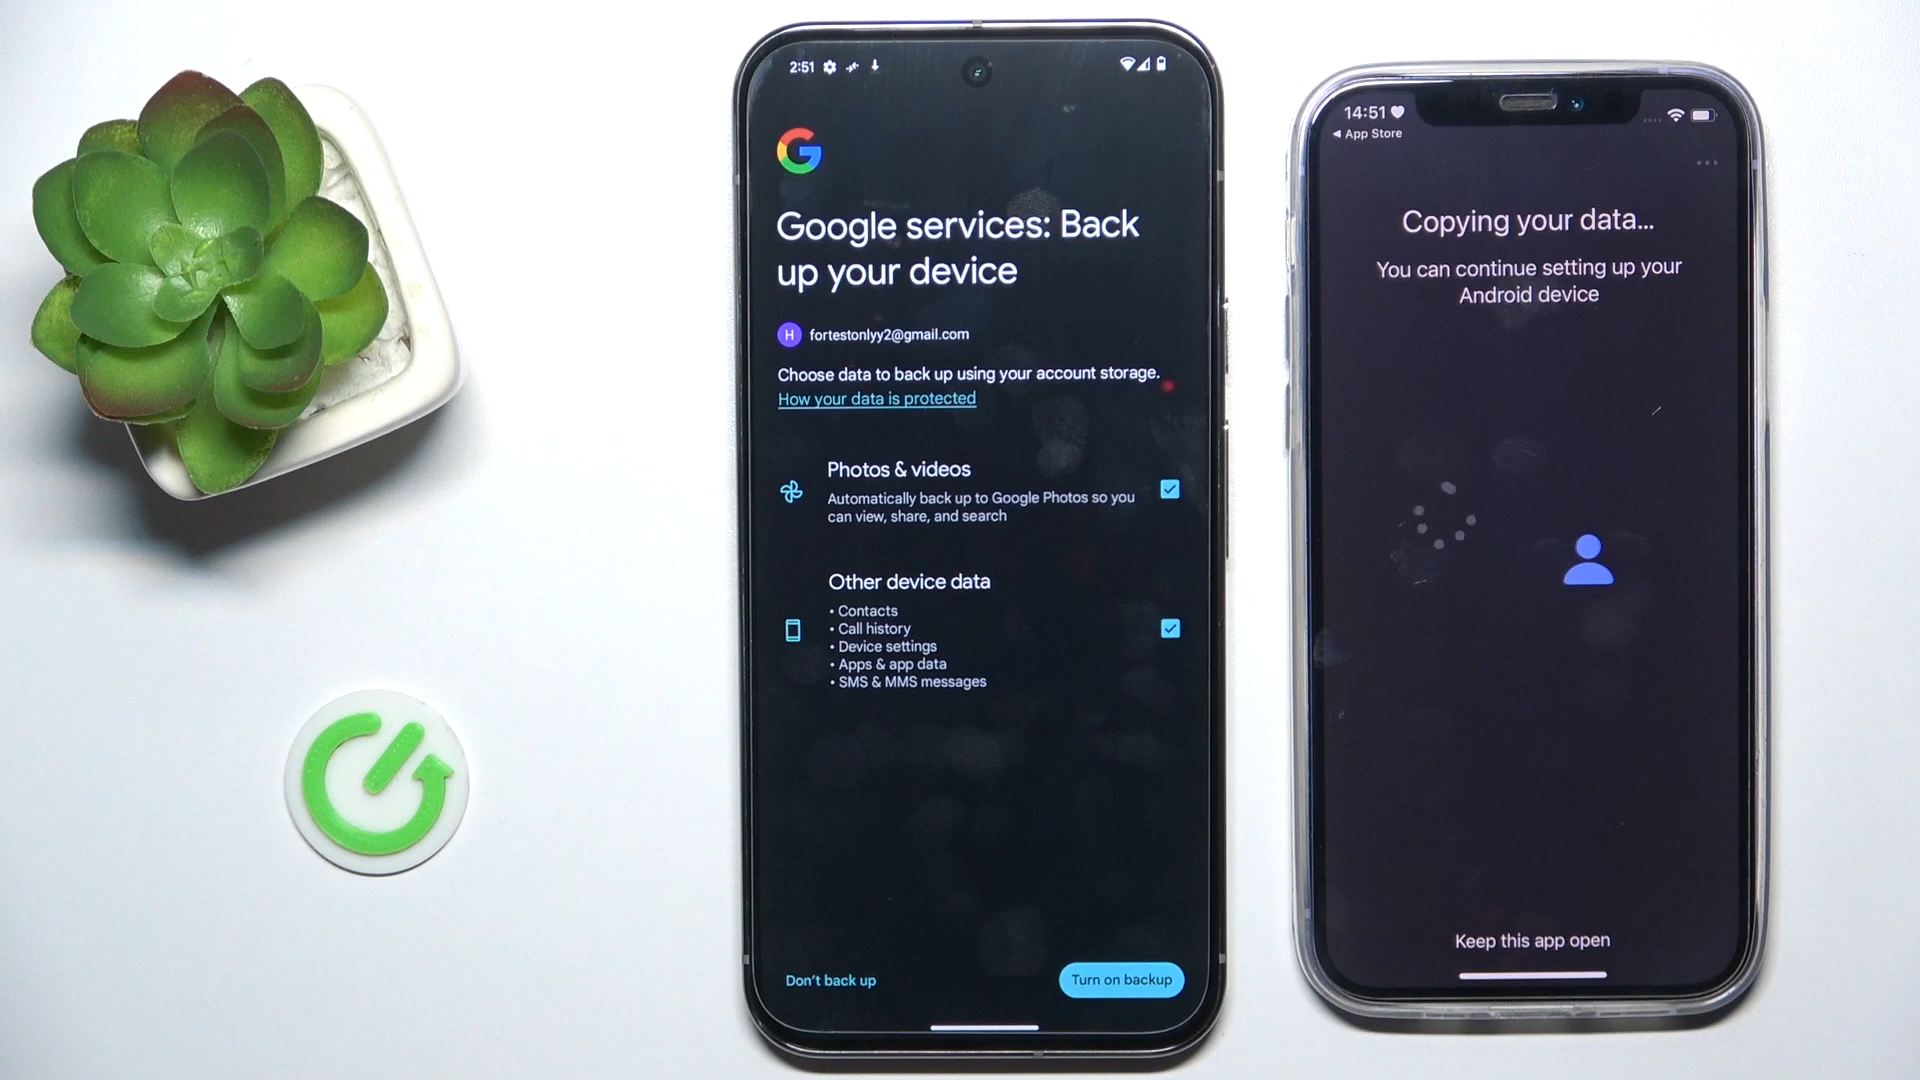 2:51
Google services: Back
up your device
H fortestonlyy2@gmail.com
Choose data to back up using your account storage.
How your data is protected
Photos & videos
Automatically back up to Google Photos so you
can view, share, and search
Other device data
• Contacts
• Call history
• Device settings
• Apps & app data
• SMS & MMS messages
Don't back up
Turn on backup
14:51
App Store
Copying your data...
You can continue setting up your
Android device
Keep this app open